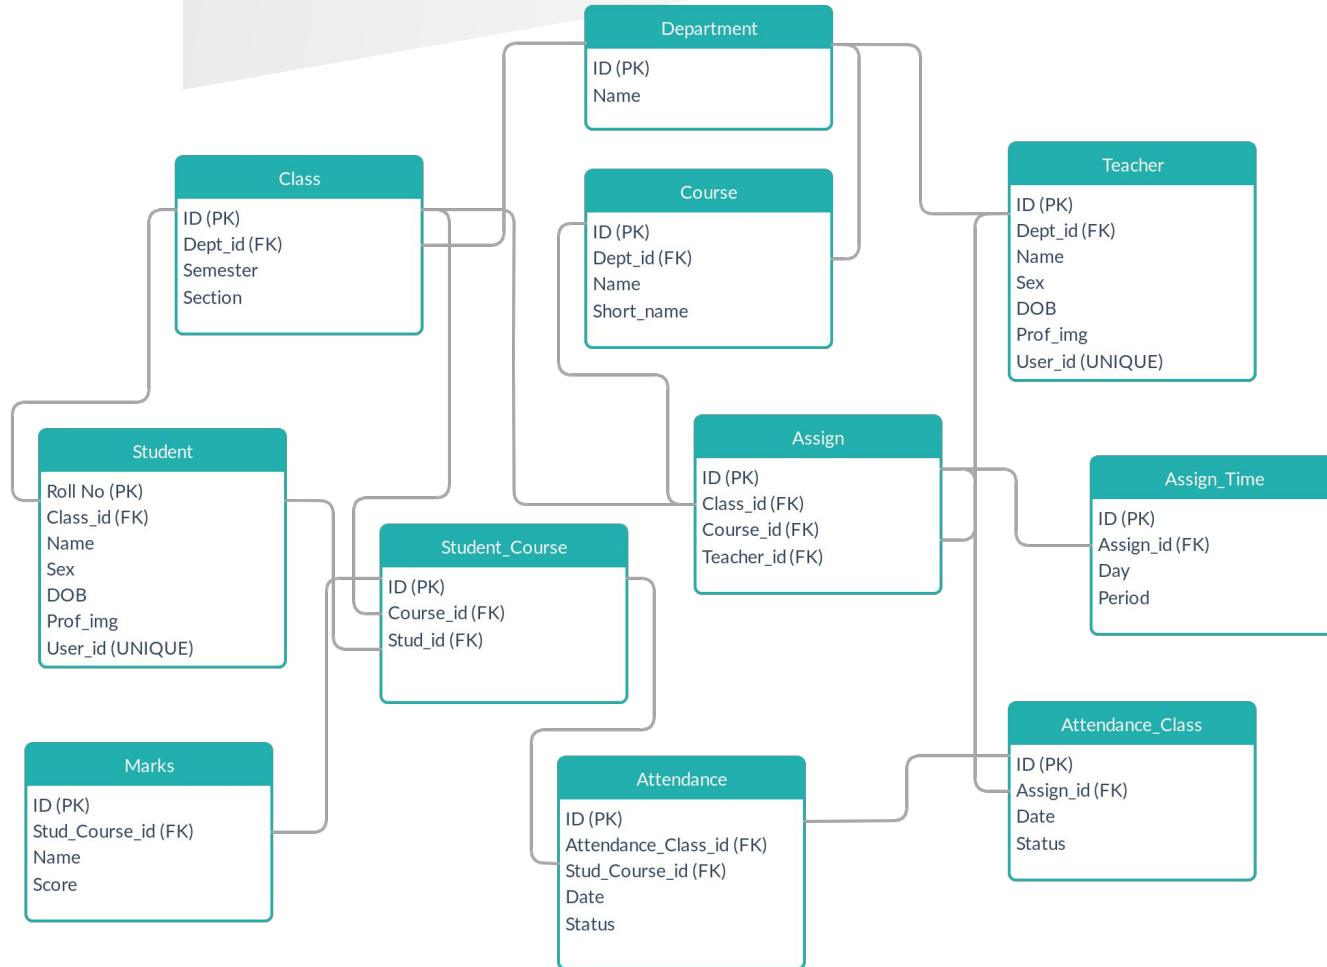 Department
ID (PK)
Name
Class
ID (PK)
Dept_id (FK)
Semester
Section
Course
ID (PK)
Dept_id (FK)
Name
Short_name
Teacher
ID (PK)
Dept_id (FK)
Name
Sex
DOB
Prof_img
User_id (UNIQUE)
Student
Roll No (PK)
Class_id (FK)
Name
Sex
DOB
Prof_img
User_id (UNIQUE)
Student_Course
ID (PK)
Course_id (FK)
Stud_id (FK)
Assign
ID (PK)
Class_id (FK)
Course_id (FK)
Teacher_id (FK)
Assign_Time
ID (PK)
Assign_id (FK)
Day
Period
Marks
ID (PK)
Stud_Course_id (FK)
Name
Score
Attendance
ID (PK)
Attendance_Class_id (FK)
Stud_Course_id (FK)
Date
Status
Attendance_Class
ID (PK)
Assign_id (FK)
Date
Status